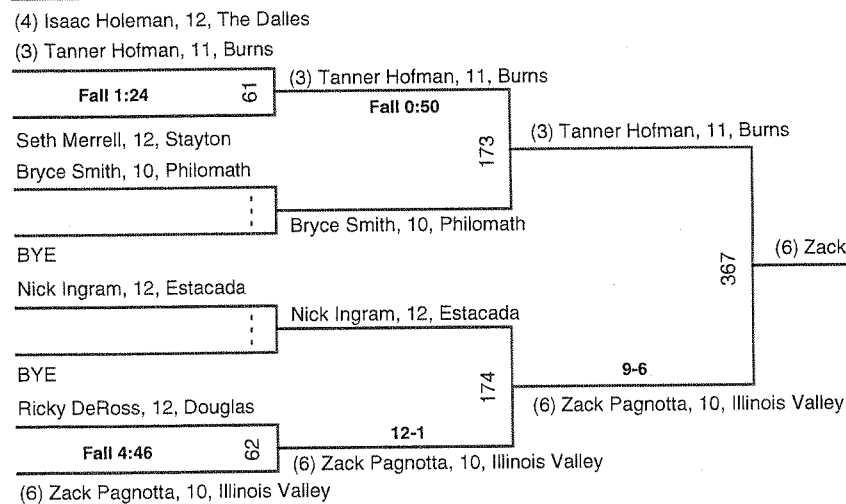 (4) Isaac Holeman, 12, The Dalles
(3) Tanner Hofman, 11, Burns
Fall 1:24
61
(3) Tanner Hofman, 11, Burns
Fall 0:50
Seth Merrell, 12, Stayton
173
(3) Tanner Hofman, 11, Burns
Bryce Smith, 10, Philomath
Bryce Smith, 10, Philomath
BYE
367
(6) Zack
Nick Ingram, 12, Estacada
Nick Ingram, 12, Estacada
BYE
174
9-6
(6) Zack Pagnotta, 10, Illinois Valley
Ricky DeRoss, 12, Douglas
Fall 4:46
62
12-1
(6) Zack Pagnotta, 10, Illinois Valley
(6) Zack Pagnotta, 10, Illinois Valley